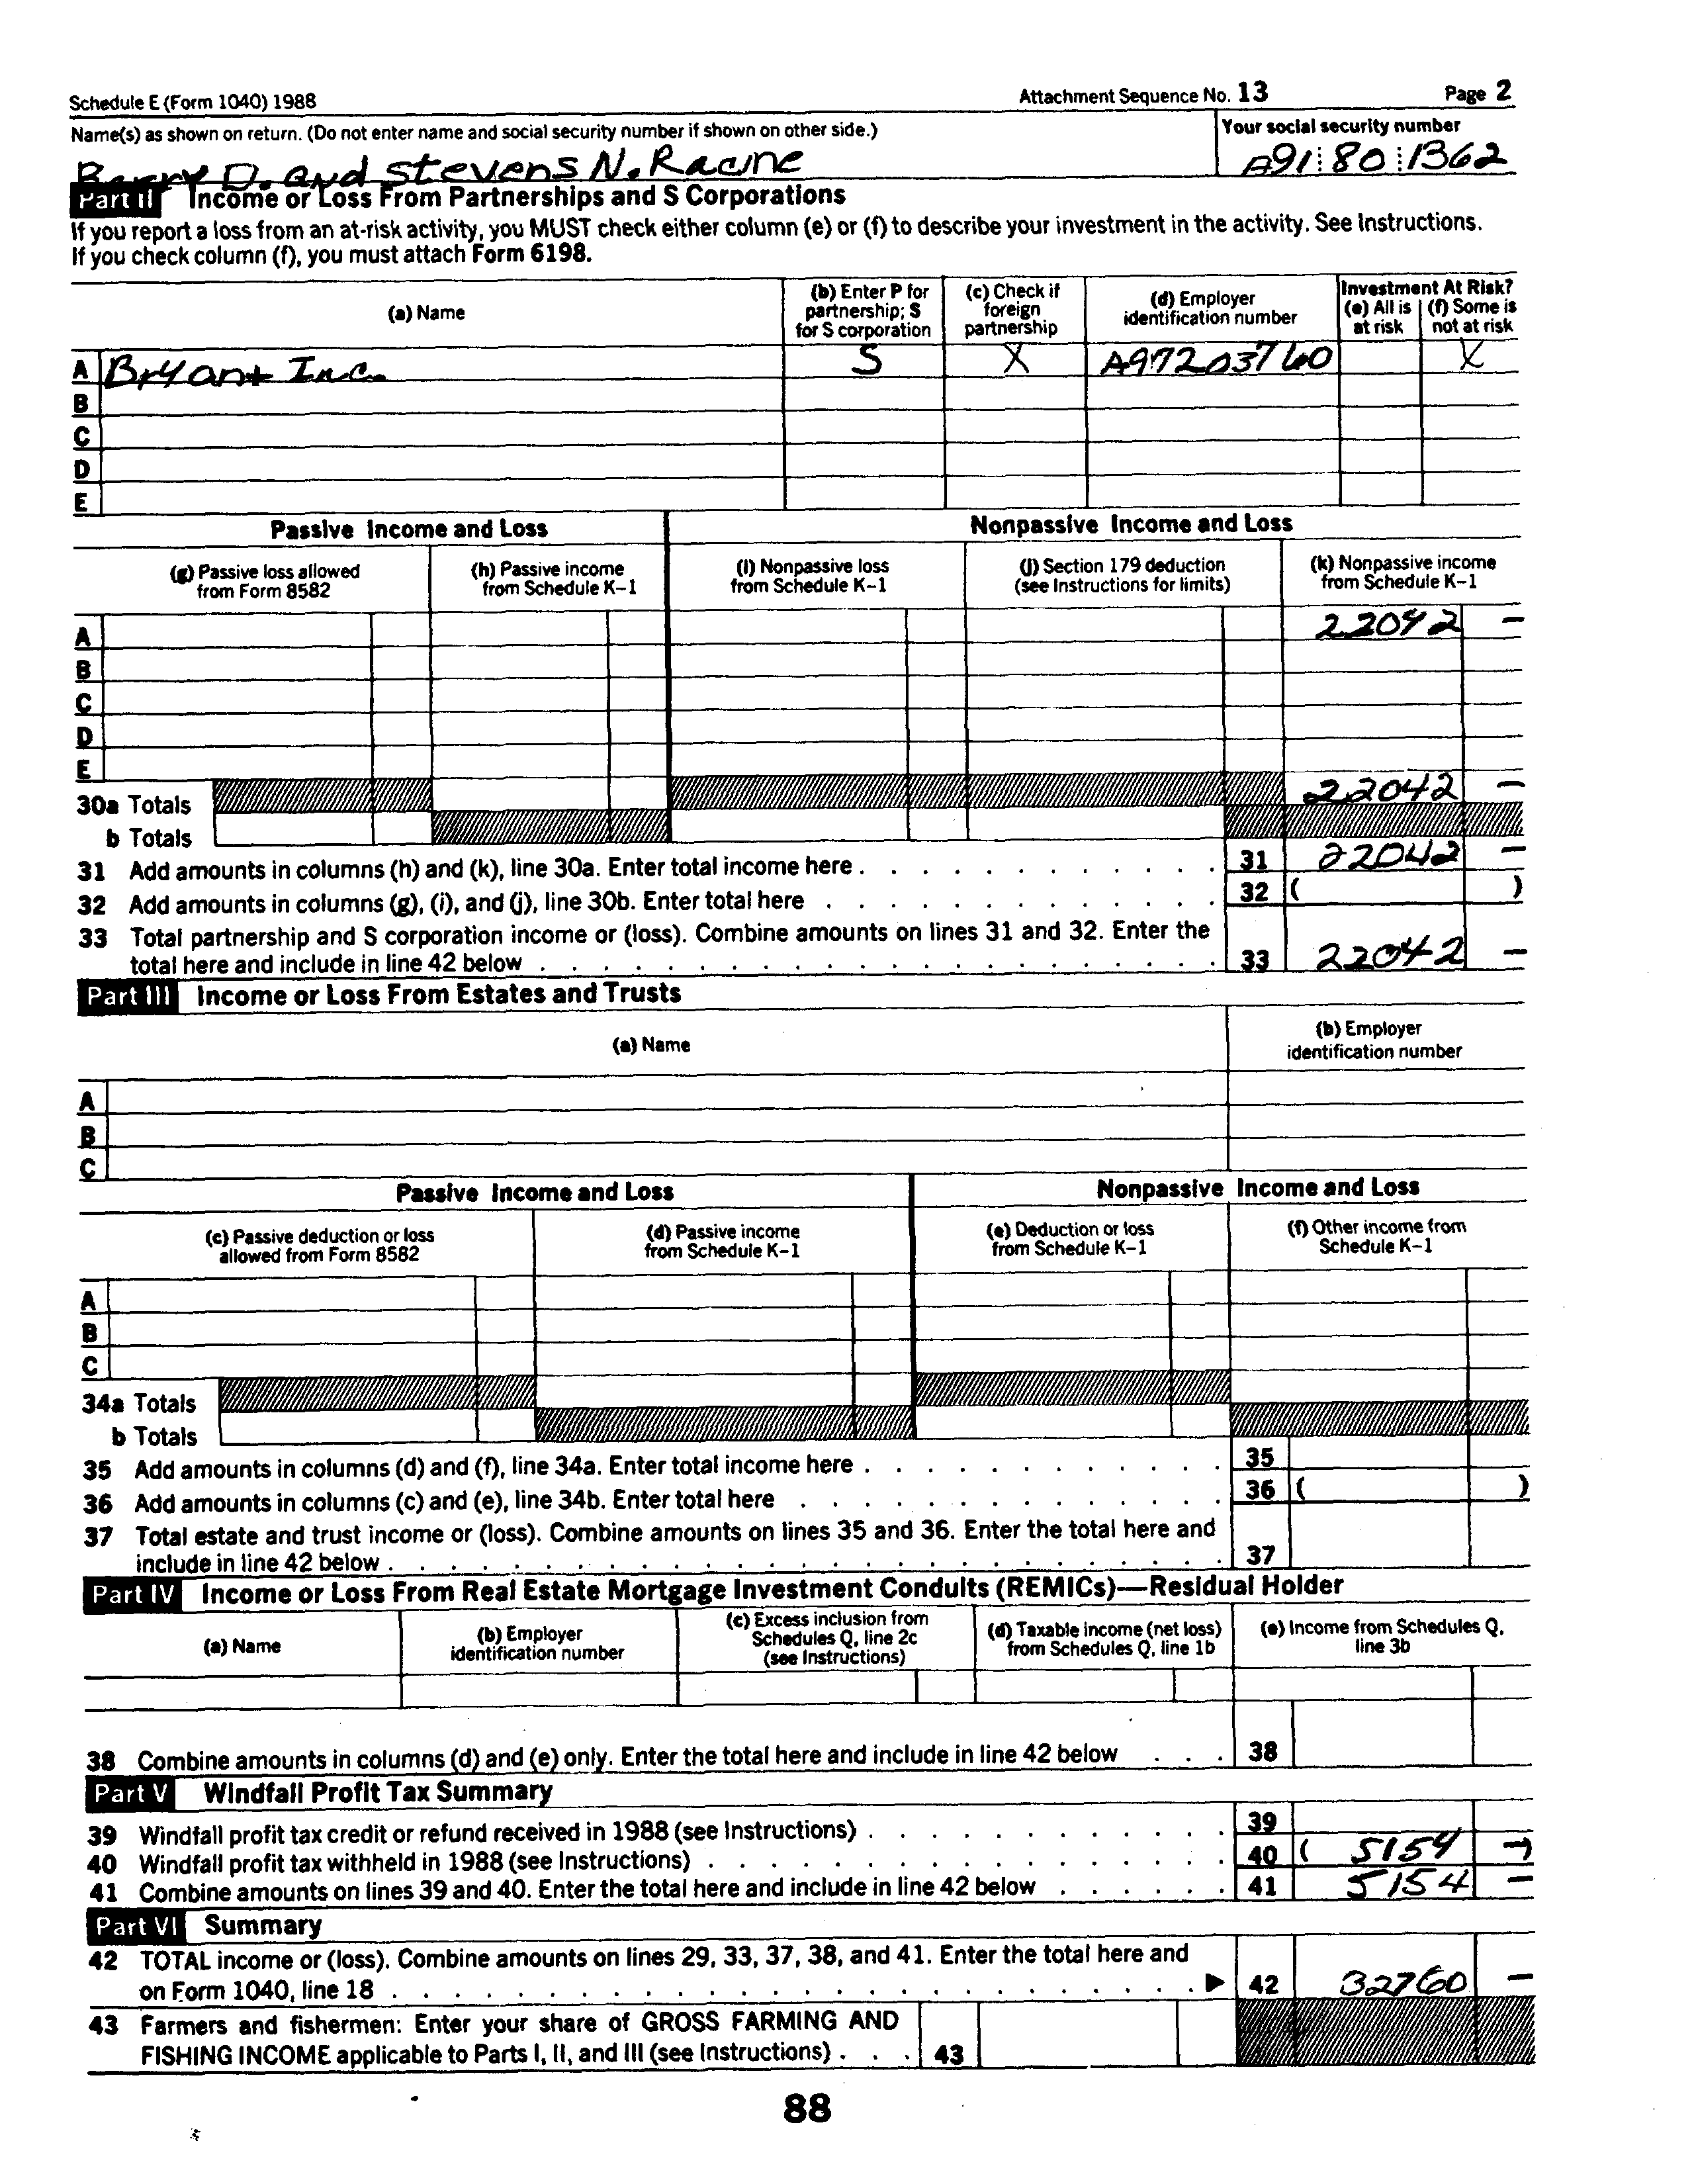 Schedule E (Form 1040) 1988 Attachment Sequence No. 13 Page 2
Name(s) as shown on return. (Do not enter name and social security number if shown on other side.) Your social security number
Barry D. and Stevens N. Racine A91 80 1362
Part II Income or Loss From Partnerships and S Corporations
If you report a loss from an at-risk activity, you MUST check either column (e) or (f) to describe your investment in the activity. See Instructions.
If you check column (f), you must attach Form 6198.
(a) Name (b) Enter P for partnership; S for S corporation (c) Check if foreign partnership (d) Employer identification number Investment At Risk? (e) All is at risk (f) Some is not at risk
A Bryant Inc. S X A97203760 X
B
C
D
E
Passive Income and Loss Nonpassive Income and Loss
(g) Passive loss allowed from Form 8582 (h) Passive income from Schedule K-1 (i) Nonpassive loss from Schedule K-1 (j) Section 179 deduction (see Instructions for limits) (k) Nonpassive income from Schedule K-1
A 22042 -
B
C
D
E
30a Totals 22042 -
b Totals
31 Add amounts in columns (h) and (k), line 30a. Enter total income here . 31 22042 -
32 Add amounts in columns (g), (i), and (j), line 30b. Enter total here 32 ( )
33 Total partnership and S corporation income or (loss). Combine amounts on lines 31 and 32. Enter the
total here and include in line 42 below . 33 22042 -
Part III Income or Loss From Estates and Trusts
(a) Name (b) Employer identification number
A
B
C
Passive Income and Loss Nonpassive Income and Loss
(c) Passive deduction or loss allowed from Form 8582 (d) Passive income from Schedule K-1 (e) Deduction or loss from Schedule K-1 (f) Other income from Schedule K-1
A
B
C
34a Totals
b Totals
35 Add amounts in columns (d) and (f), line 34a. Enter total income here . 35
36 Add amounts in columns (c) and (e), line 34b. Enter total here 36 ( )
37 Total estate and trust income or (loss). Combine amounts on lines 35 and 36. Enter the total here and
include in line 42 below . 37
Part IV Income or Loss From Real Estate Mortgage Investment Conduits (REMICs)—Residual Holder
(a) Name (b) Employer identification number (c) Excess inclusion from Schedules Q, line 2c (see Instructions) (d) Taxable income (net loss) from Schedules Q, line 1b (e) Income from Schedules Q, line 3b
38 Combine amounts in columns (d) and (e) only. Enter the total here and include in line 42 below 38
Part V Windfall Profit Tax Summary
39 Windfall profit tax credit or refund received in 1988 (see Instructions) . 39
40 Windfall profit tax withheld in 1988 (see Instructions) . 40 ( 5154 -)
41 Combine amounts on lines 39 and 40. Enter the total here and include in line 42 below 41 5154 -
Part VI Summary
42 TOTAL income or (loss). Combine amounts on lines 29, 33, 37, 38, and 41. Enter the total here and
on Form 1040, line 18 . ▶ 42 32760 -
43 Farmers and fishermen: Enter your share of GROSS FARMING AND
FISHING INCOME applicable to Parts I, II, and III (see Instructions) . 43
88